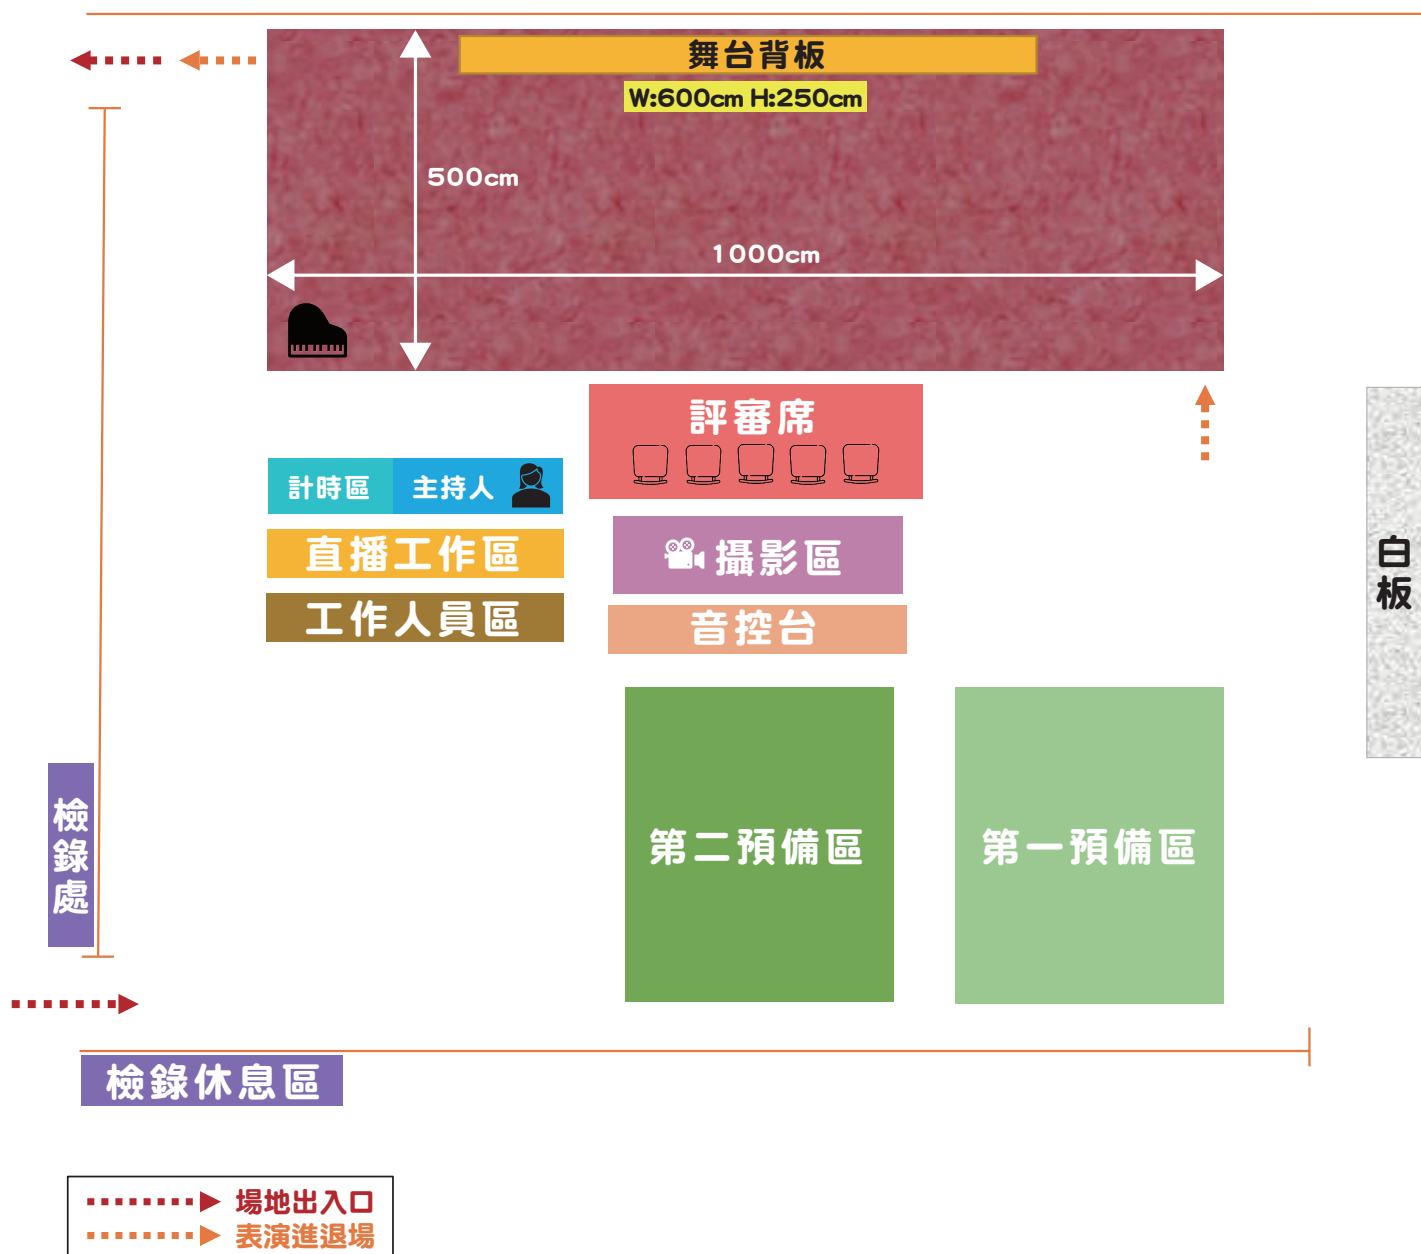 舞台背板
W:600cm H:250cm
500cm
1000cm
評審席
計時區
主持人
直播工作區
攝影區
工作人員區
音控台
白板
第二預備區
第一預備區
檢錄處
檢錄休息區
場地出入口
表演進退場